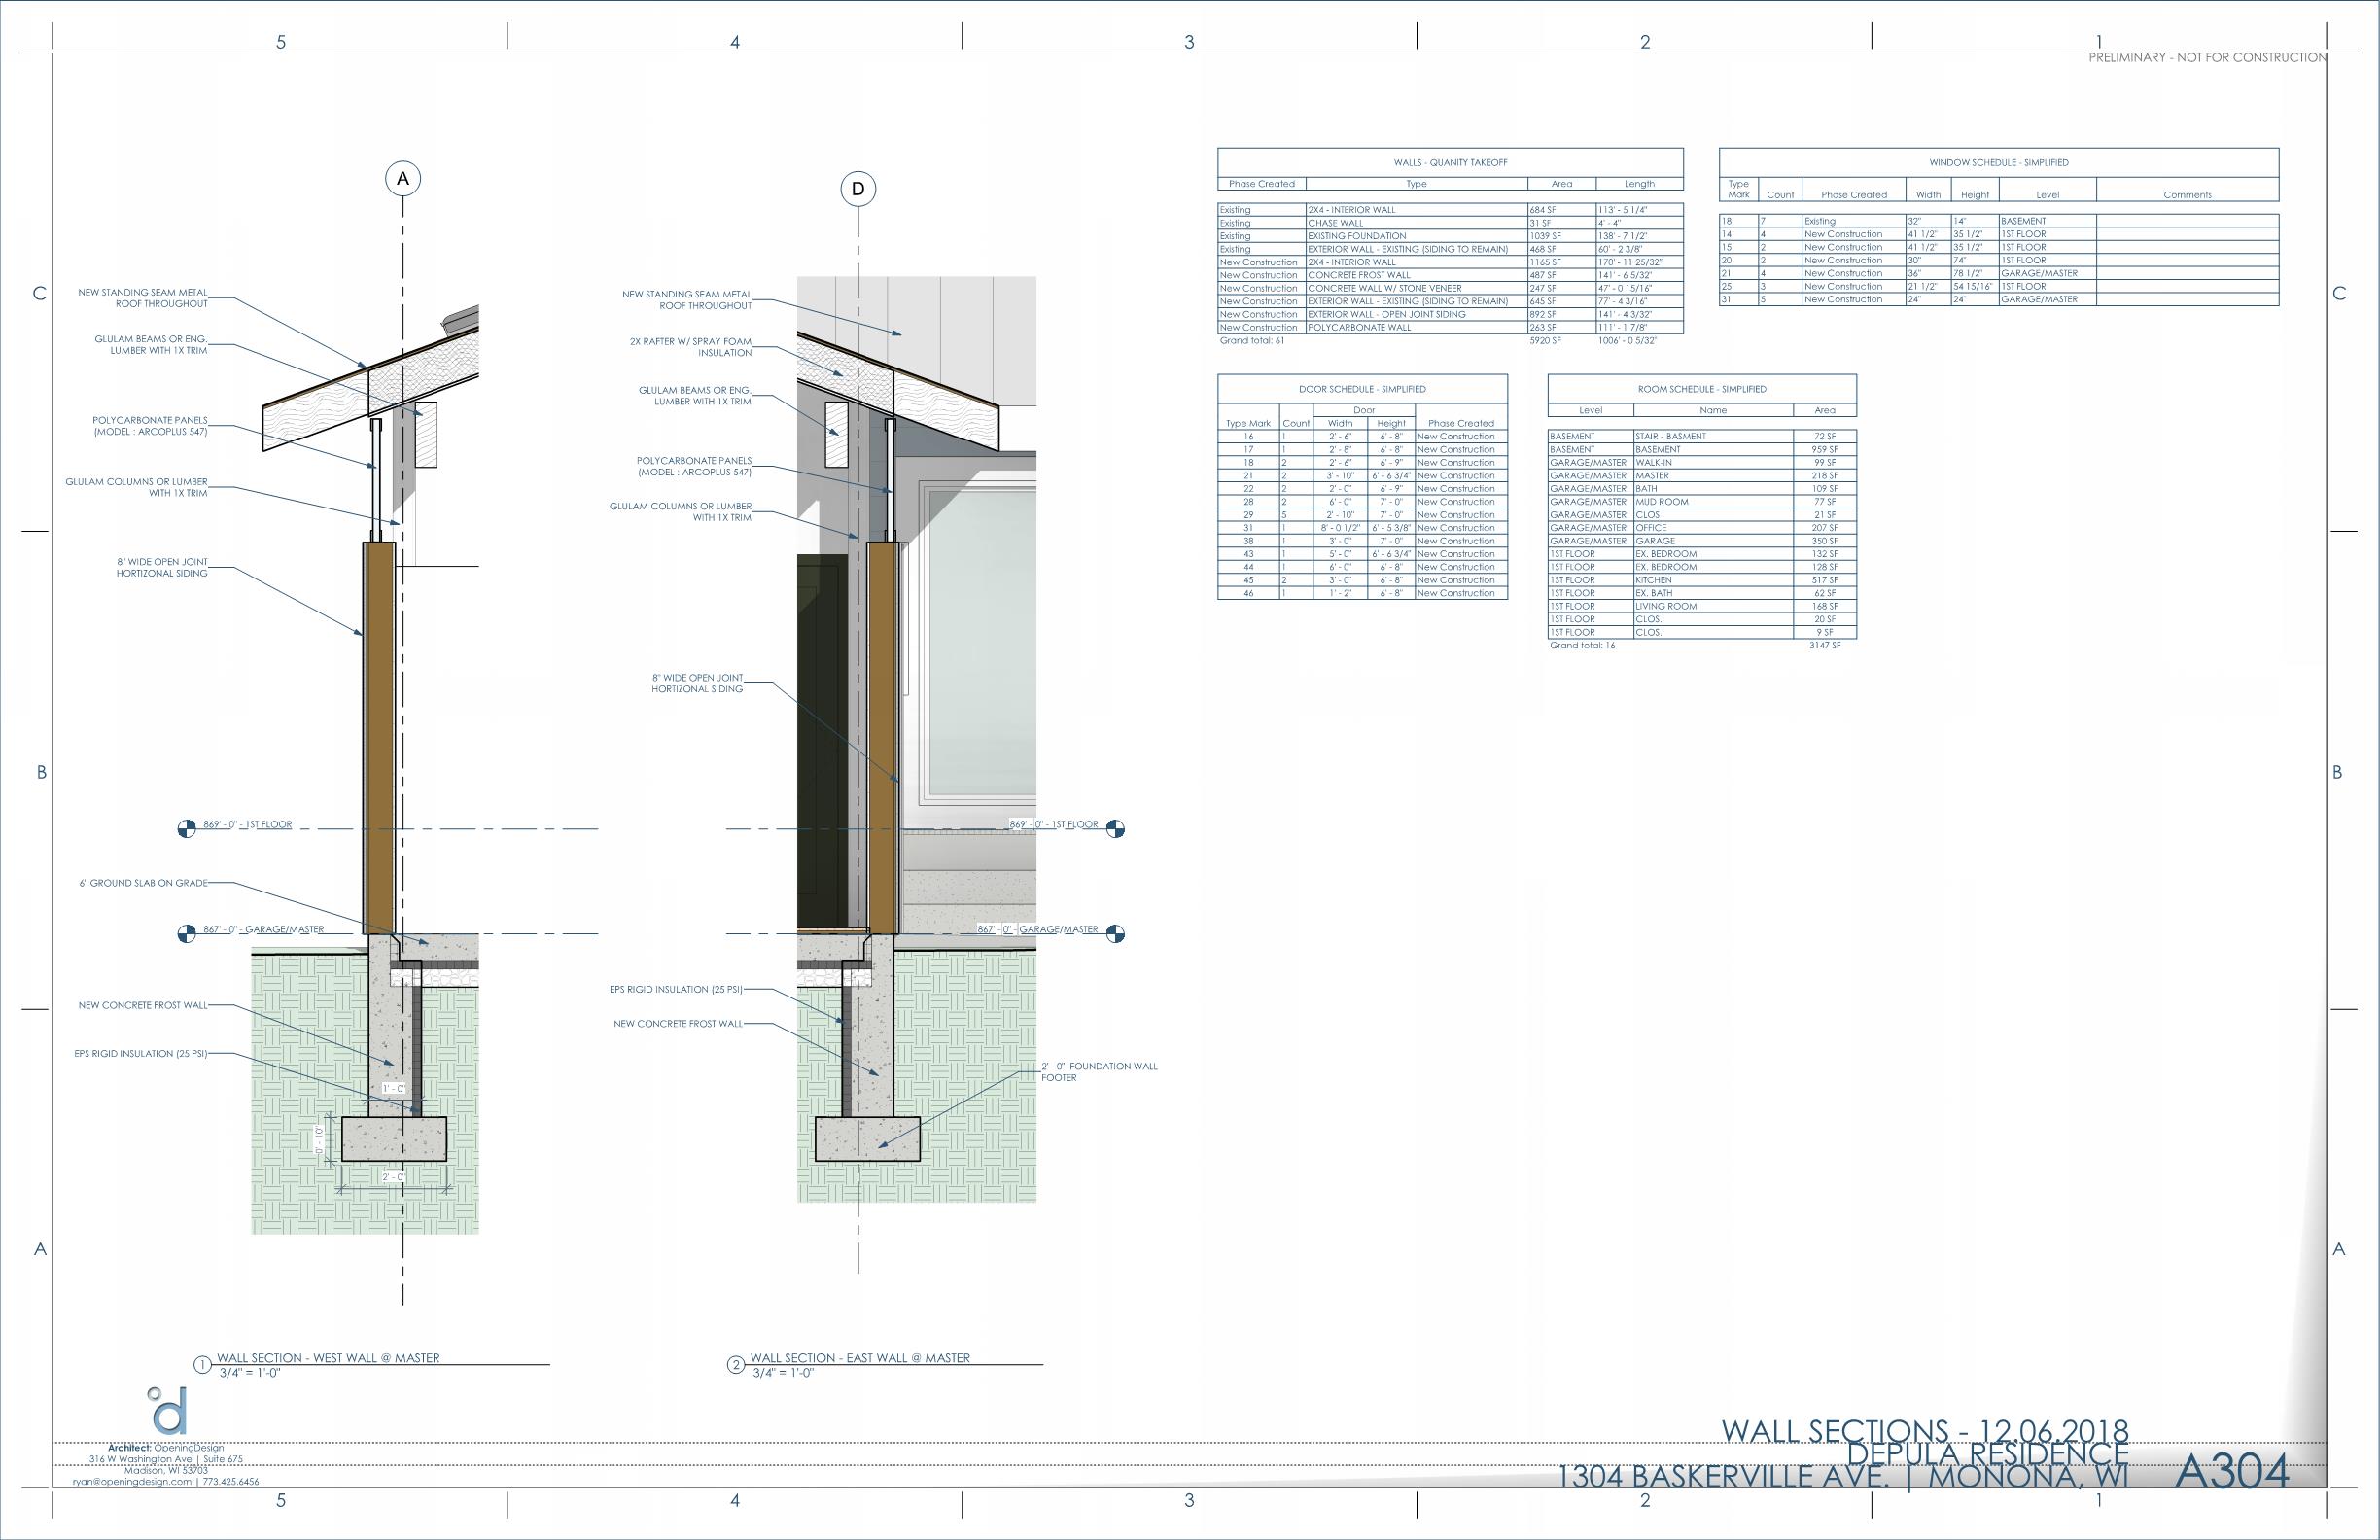 5 4 3 2 1
PRELIMINARY - NOT FOR CONSTRUCTION
C
B
A
C
B
A
A
NEW STANDING SEAM METAL
ROOF THROUGHOUT
GLULAM BEAMS OR ENG.
LUMBER WITH 1X TRIM
POLYCARBONATE PANELS
(MODEL : ARCOPLUS 547)
GLULAM COLUMNS OR LUMBER
WITH 1X TRIM
8" WIDE OPEN JOINT
HORTIZONAL SIDING
869' - 0" - 1ST FLOOR
6" GROUND SLAB ON GRADE
867' - 0" - GARAGE/MASTER
NEW CONCRETE FROST WALL
EPS RIGID INSULATION (25 PSI)
1' - 0"
0' - 10"
2' - 0"
1 WALL SECTION - WEST WALL @ MASTER
3/4" = 1'-0"
D
NEW STANDING SEAM METAL
ROOF THROUGHOUT
2X RAFTER W/ SPRAY FOAM
INSULATION
GLULAM BEAMS OR ENG.
LUMBER WITH 1X TRIM
POLYCARBONATE PANELS
(MODEL : ARCOPLUS 547)
GLULAM COLUMNS OR LUMBER
WITH 1X TRIM
8" WIDE OPEN JOINT
HORTIZONAL SIDING
869' - 0" - 1ST FLOOR
867' - 0" - GARAGE/MASTER
EPS RIGID INSULATION (25 PSI)
NEW CONCRETE FROST WALL
2' - 0" FOUNDATION WALL
FOOTER
2 WALL SECTION - EAST WALL @ MASTER
3/4" = 1'-0"
WALLS - QUANITY TAKEOFF
Phase Created Type Area Length
Existing 2X4 - INTERIOR WALL 684 SF 113' - 5 1/4"
Existing CHASE WALL 31 SF 4' - 4"
Existing EXISTING FOUNDATION 1039 SF 138' - 7 1/2"
Existing EXTERIOR WALL - EXISTING (SIDING TO REMAIN) 468 SF 60' - 2 3/8"
New Construction 2X4 - INTERIOR WALL 1165 SF 170' - 11 25/32"
New Construction CONCRETE FROST WALL 487 SF 141' - 6 5/32"
New Construction CONCRETE WALL W/ STONE VENEER 247 SF 47' - 0 15/16"
New Construction EXTERIOR WALL - EXISTING (SIDING TO REMAIN) 645 SF 77' - 4 3/16"
New Construction EXTERIOR WALL - OPEN JOINT SIDING 892 SF 141' - 4 3/32"
New Construction POLYCARBONATE WALL 263 SF 111' - 1 7/8"
Grand total: 61 5920 SF 1006' - 0 5/32"
WINDOW SCHEDULE - SIMPLIFIED
Type
Mark Count Phase Created Width Height Level Comments
18 7 Existing 32" 14" BASEMENT
14 4 New Construction 41 1/2" 35 1/2" 1ST FLOOR
15 2 New Construction 41 1/2" 35 1/2" 1ST FLOOR
20 2 New Construction 30" 74" 1ST FLOOR
21 4 New Construction 36" 78 1/2" GARAGE/MASTER
25 3 New Construction 21 1/2" 54 15/16" 1ST FLOOR
31 5 New Construction 24" 24" GARAGE/MASTER
DOOR SCHEDULE - SIMPLIFIED
Door
Type Mark Count Width Height Phase Created
16 1 2' - 6" 6' - 8" New Construction
17 1 2' - 8" 6' - 8" New Construction
18 2 2' - 6" 6' - 9" New Construction
21 2 3' - 10" 6' - 6 3/4" New Construction
22 2 2' - 0" 6' - 9" New Construction
28 2 6' - 0" 7' - 0" New Construction
29 5 2' - 10" 7' - 0" New Construction
31 1 8' - 0 1/2" 6' - 5 3/8" New Construction
38 1 3' - 0" 7' - 0" New Construction
43 1 5' - 0" 6' - 6 3/4" New Construction
44 1 6' - 0" 6' - 8" New Construction
45 2 3' - 0" 6' - 8" New Construction
46 1 1' - 2" 6' - 8" New Construction
ROOM SCHEDULE - SIMPLIFIED
Level Name Area
BASEMENT STAIR - BASMENT 72 SF
BASEMENT BASEMENT 959 SF
GARAGE/MASTER WALK-IN 99 SF
GARAGE/MASTER MASTER 218 SF
GARAGE/MASTER BATH 109 SF
GARAGE/MASTER MUD ROOM 77 SF
GARAGE/MASTER CLOS 21 SF
GARAGE/MASTER OFFICE 207 SF
GARAGE/MASTER GARAGE 350 SF
1ST FLOOR EX. BEDROOM 132 SF
1ST FLOOR EX. BEDROOM 128 SF
1ST FLOOR KITCHEN 517 SF
1ST FLOOR EX. BATH 62 SF
1ST FLOOR LIVING ROOM 168 SF
1ST FLOOR CLOS. 20 SF
1ST FLOOR CLOS. 9 SF
Grand total: 16 3147 SF
d
Architect: OpeningDesign
316 W Washington Ave | Suite 675
Madison, WI 53703
ryan@openingdesign.com | 773.425.6456
WALL SECTIONS - 12.06.2018
DEPULA RESIDENCE
1304 BASKERVILLE AVE. | MONONA, WI
A304
5 4 3 2 1